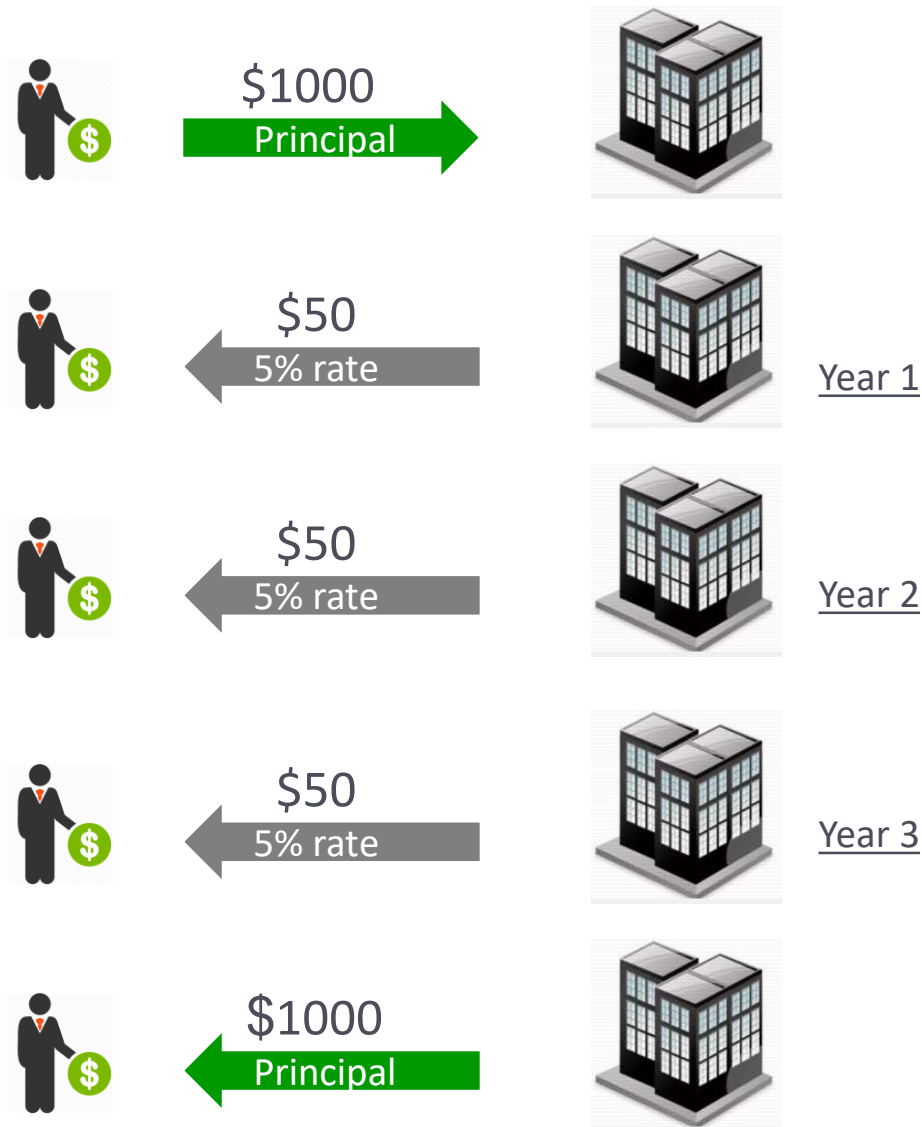 $1000
Principal
$
$50
5% rate
$
Year 1
$50
5% rate
$
Year 2
$50
5% rate
$
Year 3
$1000
Principal
$